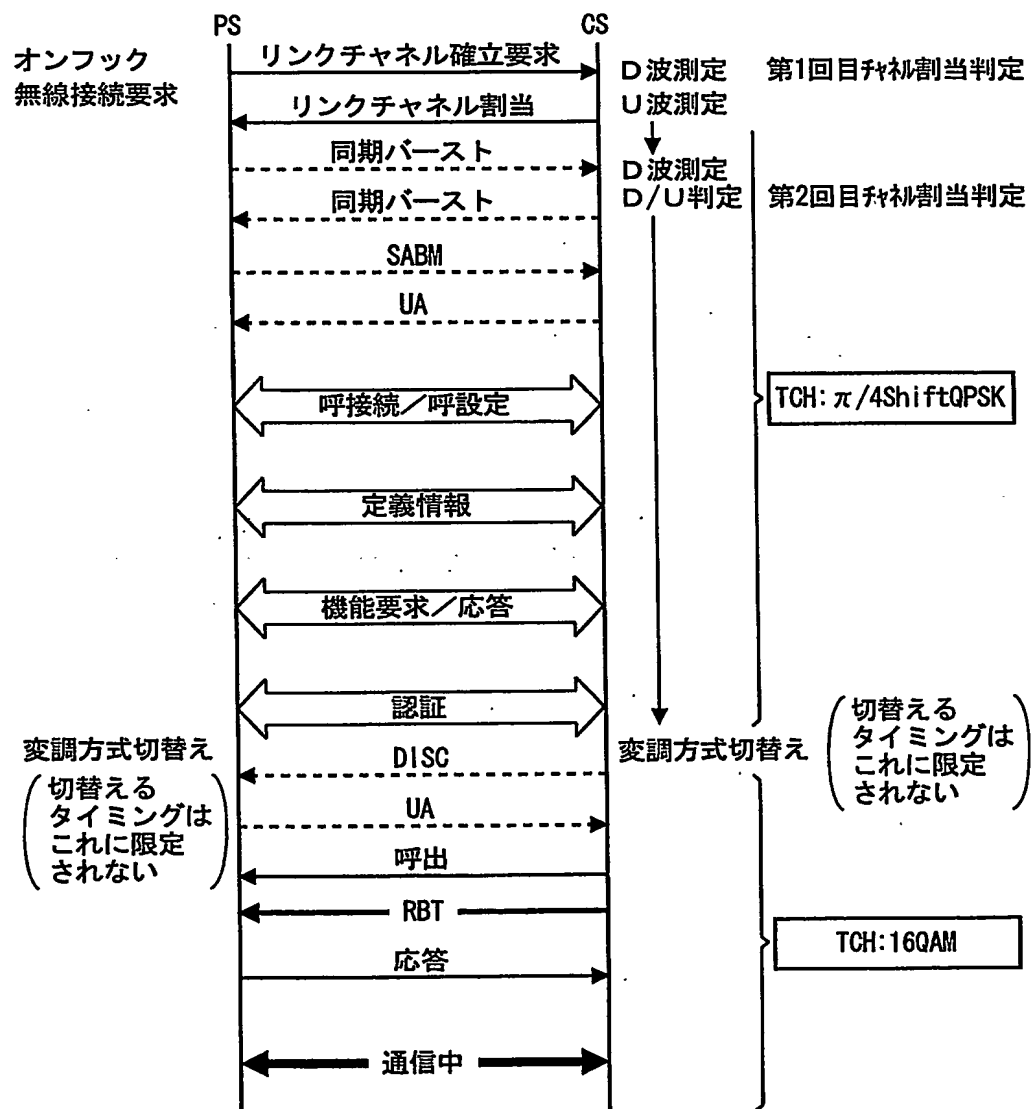 PS
CS
オンフック
無線接続要求
リンクチャネル確立要求
D波測定
第1回目チャネル割当判定
U波測定
リンクチャネル割当
同期バースト
D波測定
D/U判定
第2回目チャネル割当判定
同期バースト
SABM
UA
呼接続/呼設定
TCH:π/4ShiftQPSK
定義情報
機能要求/応答
認証
変調方式切替え
切替える
タイミングは
これに限定
されない
DISC
変調方式切替え
切替える
タイミングは
これに限定
されない
UA
呼出
RBT
TCH:16QAM
応答
通信中